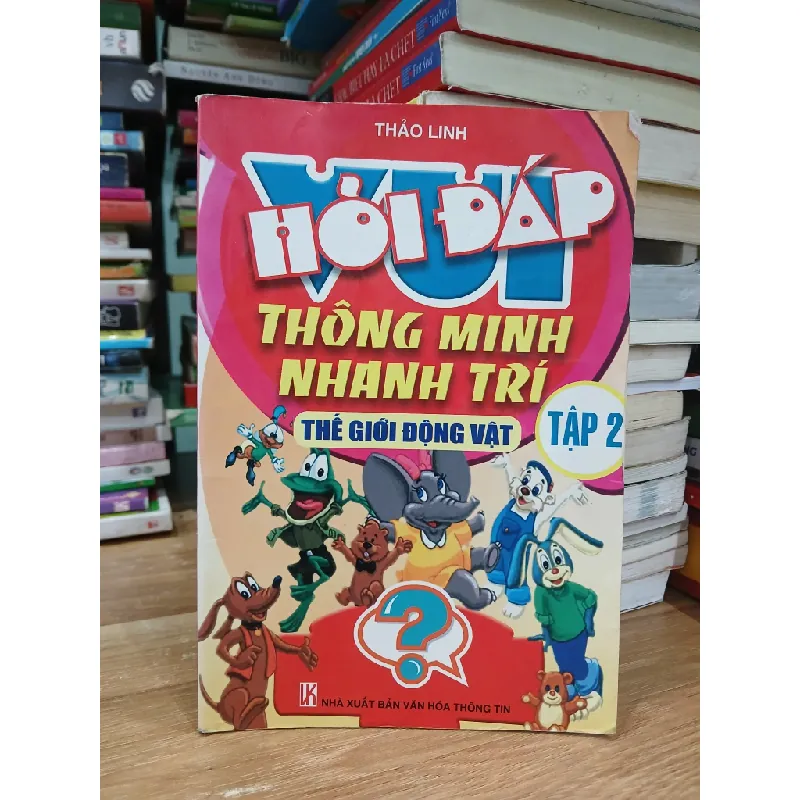 THẢO LINH
VUI
HỎI ĐÁP
THÔNG MINH
NHANH TRÍ
THẾ GIỚI ĐỘNG VẬT
TẬP 2
?
VK
NHÀ XUẤT BẢN VĂN HÓA THÔNG TIN